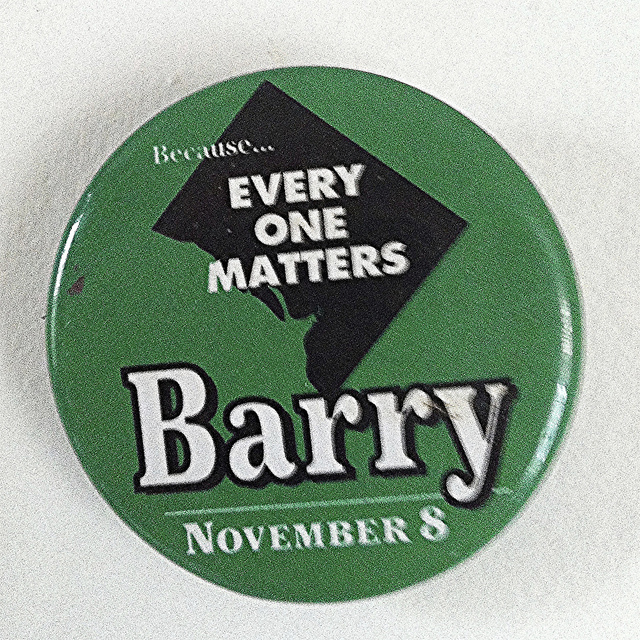 Because...
EVERY
ONE
MATTERS
Barry
NOVEMBER 8